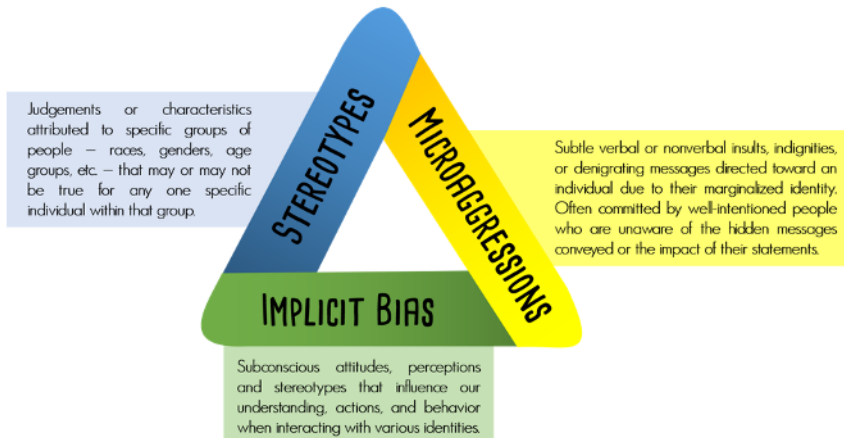 STEREOTYPES
Judgements or characteristics
attributed to specific groups of
people – races, genders, age
groups, etc. – that may or may not
be true for any one specific
individual within that group.
MICROAGGRESSIONS
Subtle verbal or nonverbal insults, indignities,
or denigrating messages directed toward an
individual due to their marginalized identity.
Often committed by well-intentioned people
who are unaware of the hidden messages
conveyed or the impact of their statements.
IMPLICIT BIAS
Subconscious attitudes, perceptions
and stereotypes that influence our
understanding, actions, and behavior
when interacting with various identities.